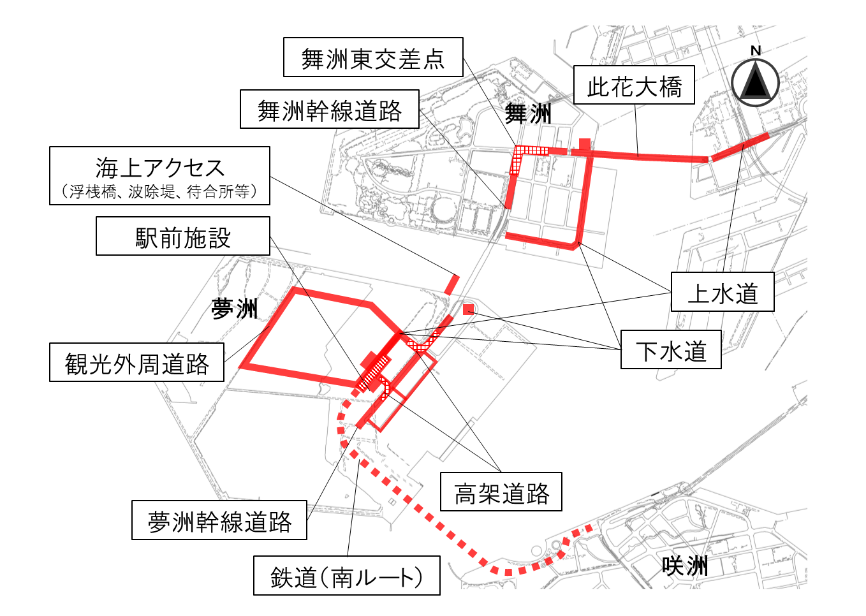 N
舞洲東交差点
此花大橋
舞洲幹線道路
舞洲
海上アクセス
（浮桟橋、波除堤、待合所等）
駅前施設
上水道
夢洲
下水道
観光外周道路
高架道路
夢洲幹線道路
鉄道（南ルート）
咲洲